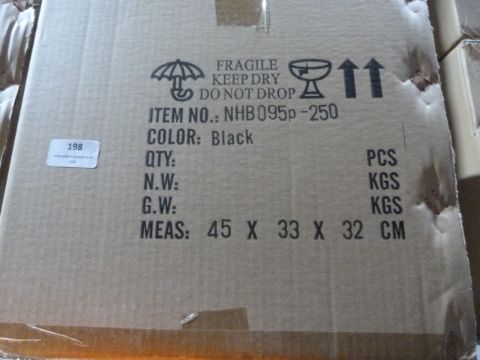 FRAGILE
KEEP DRY
DO NOT DROP
ITEM NO.: NHB095p-250
COLOR: Black
QTY: PCS
N.W: KGS
G.W: KGS
MEAS: 45 X 33 X 32 CM
198